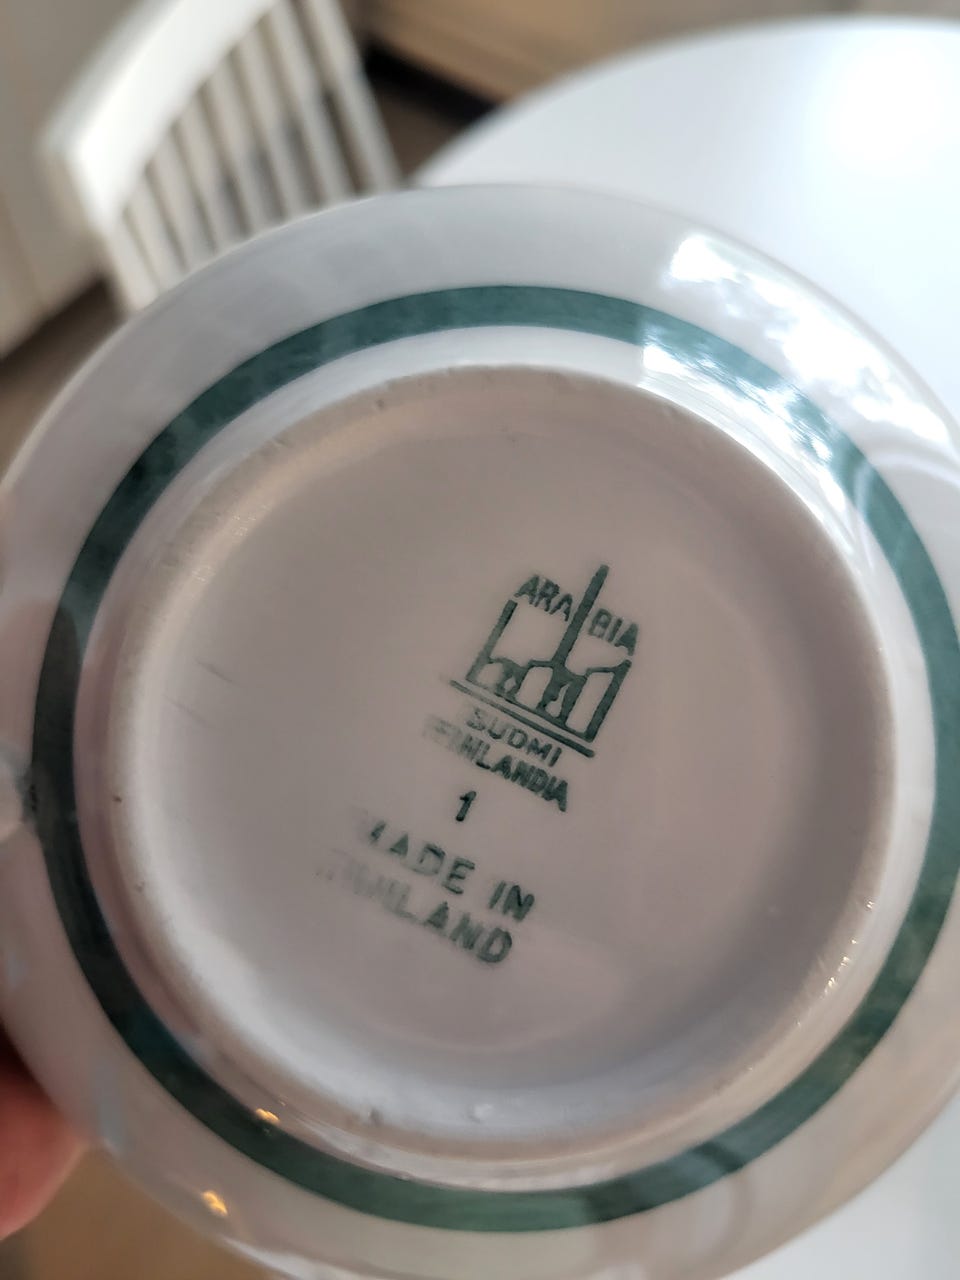 ARABIA
SUOMI
FINLANDIA
1
MADE IN
FINLAND